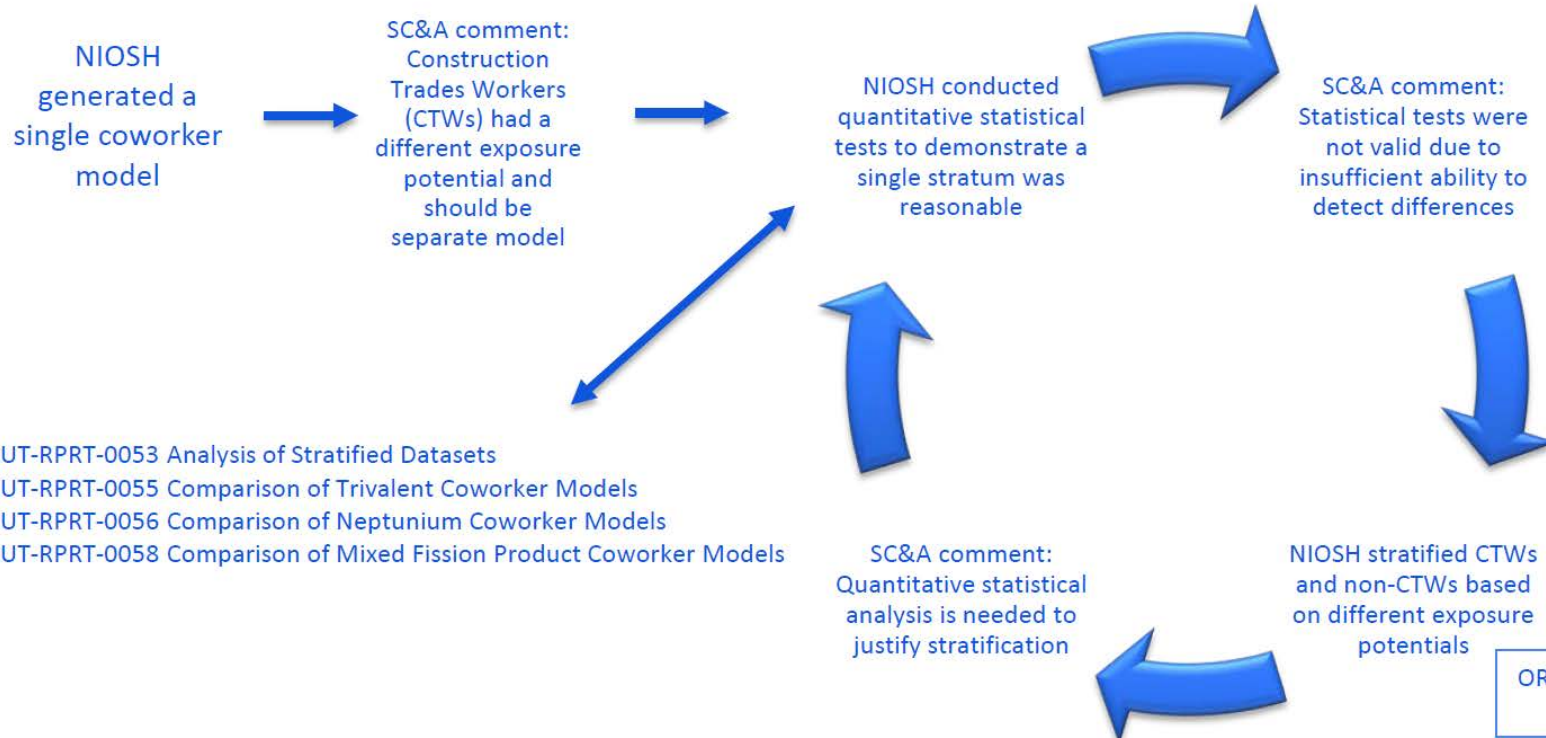 NIOSH
generated a
single coworker
model
SC&A comment:
Construction
Trades Workers
(CTWs) had a
different exposure
potential and
should be
separate model
NIOSH conducted
quantitative statistical
tests to demonstrate a
single stratum was
reasonable
SC&A comment:
Statistical tests were
not valid due to
insufficient ability to
detect differences
UT-RPRT-0053 Analysis of Stratified Datasets
UT-RPRT-0055 Comparison of Trivalent Coworker Models
UT-RPRT-0056 Comparison of Neptunium Coworker Models
UT-RPRT-0058 Comparison of Mixed Fission Product Coworker Models
SC&A comment:
Quantitative statistical
analysis is needed to
justify stratification
NIOSH stratified CTWs
and non-CTWs based
on different exposure
potentials
OR